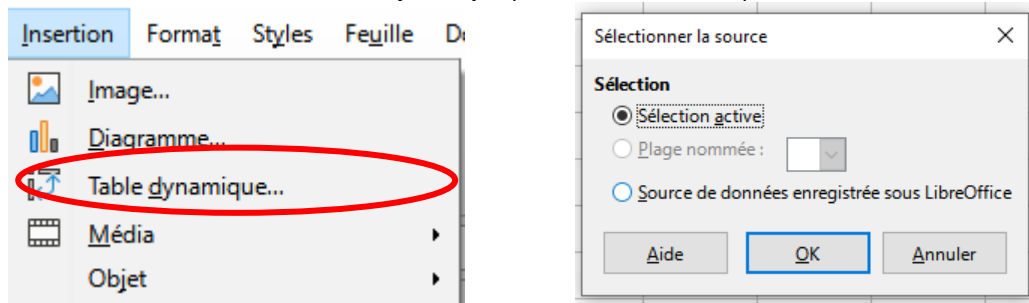 Insertion Format Styles Feuille
Image...
Diagramme...
Table dynamique...
Média
Objet
Sélectionner la source
Sélection
Sélection active
Plage nommée :
Source de données enregistrée sous LibreOffice
Aide OK Annuler